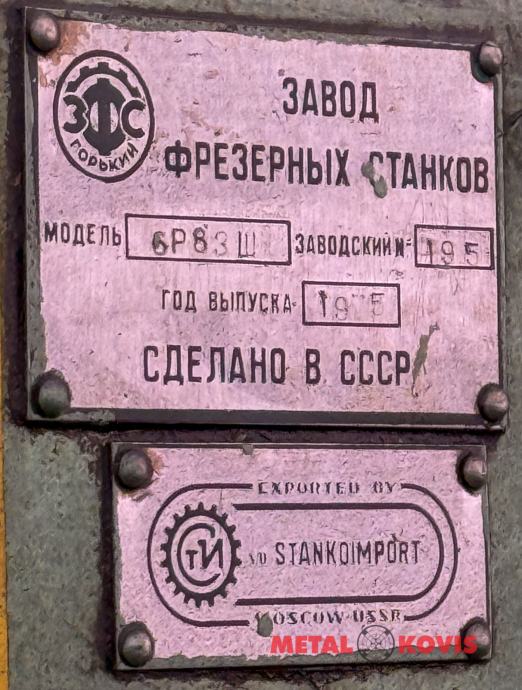 ЗФС
ГОРЬКИЙ
ЗАВОД
ФРЕЗЕРНЫХ СТАНКОВ
МОДЕЛЬ 6Р83Ш ЗАВОДСКИЙ № 195
ГОД ВЫПУСКА
СДЕЛАНО В СССР
EXPORTED BY
СТИ
V/O STANKOIMPORT
MOSCOW-USSR
METAL KOVIS